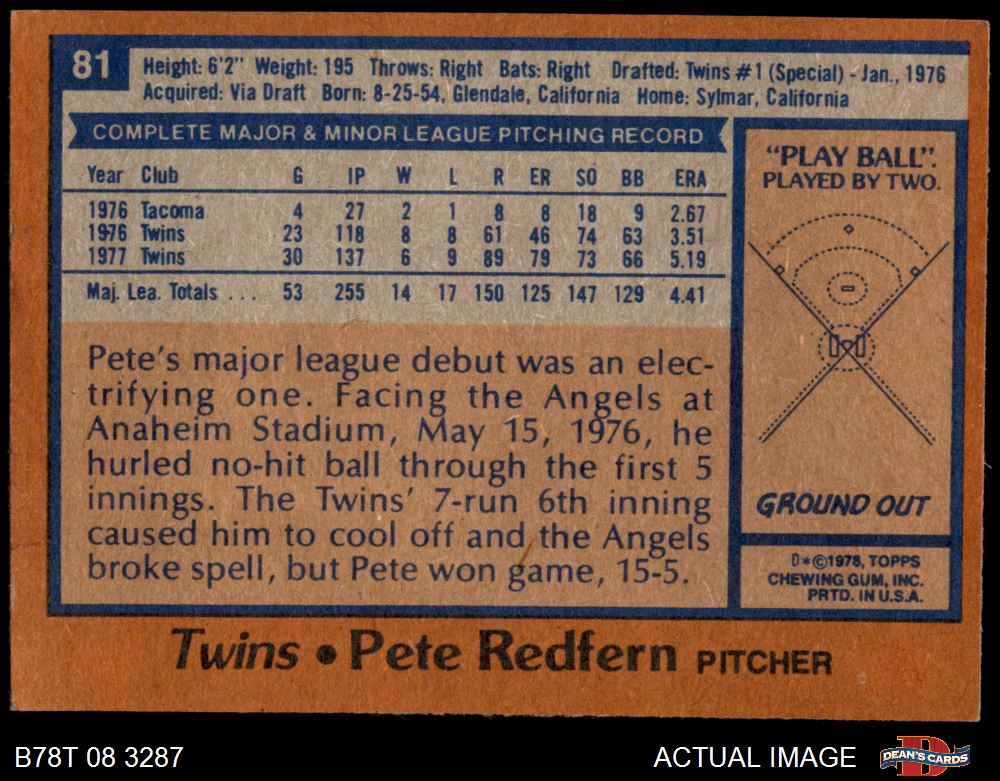 81
Height: 6'2" Weight: 195 Throws: Right Bats: Right Drafted: Twins #1 (Special) - Jan., 1976
Acquired: Via Draft Born: 8-25-54, Glendale, California Home: Sylmar, California
COMPLETE MAJOR & MINOR LEAGUE PITCHING RECORD
Year Club G IP W L R ER SO BB ERA
1976 Tacoma 4 27 2 1 8 8 18 9 2.67
1976 Twins 23 118 8 8 61 46 74 63 3.51
1977 Twins 30 137 6 9 89 79 73 66 5.19
Maj. Lea. Totals ... 53 255 14 17 150 125 147 129 4.41
Pete's major league debut was an elec-
trifying one. Facing the Angels at
Anaheim Stadium, May 15, 1976, he
hurled no-hit ball through the first 5
innings. The Twins' 7-run 6th inning
caused him to cool off and the Angels
broke spell, but Pete won game, 15-5.
"PLAY BALL".
PLAYED BY TWO.
GROUND OUT
D*©1978, TOPPS
CHEWING GUM, INC.
PRTD. IN U.S.A.
Twins • Pete Redfern PITCHER
B78T 08 3287
ACTUAL IMAGE
DEAN'S CARDS